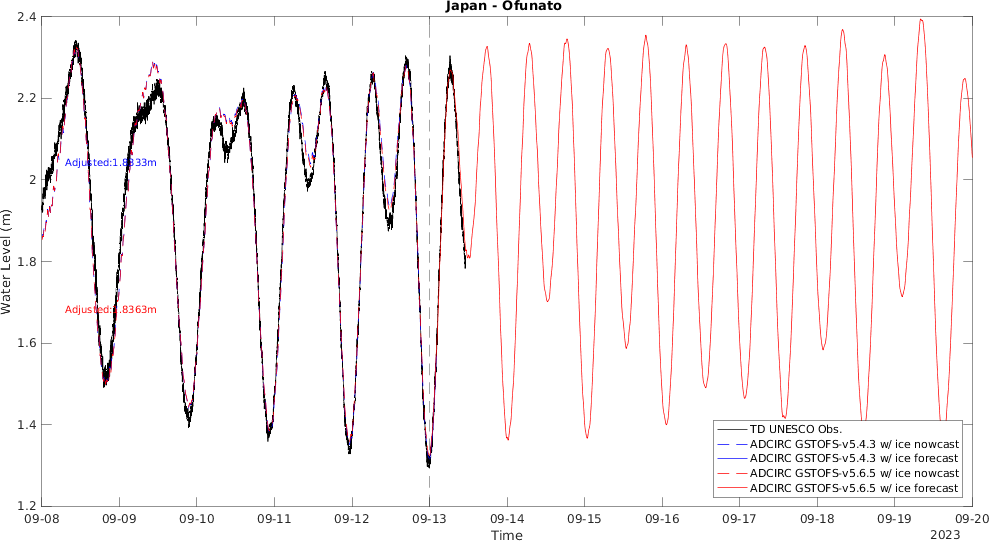 Japan - Ofunato
2.4
2.2
2
1.8
1.6
1.4
1.2
Water Level (m)
Adjusted:1.8333m
Adjusted:1.8363m
TD UNESCO Obs.
ADCIRC GSTOFS-v5.4.3 w/ ice nowcast
ADCIRC GSTOFS-v5.4.3 w/ ice forecast
ADCIRC GSTOFS-v5.6.5 w/ ice nowcast
ADCIRC GSTOFS-v5.6.5 w/ ice forecast
09-08 09-09 09-10 09-11 09-12 09-13 09-14 09-15 09-16 09-17 09-18 09-19 09-20
Time
2023